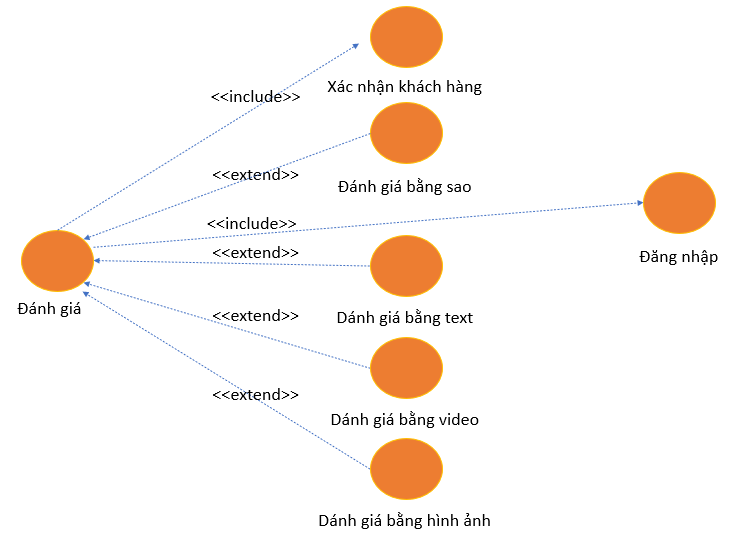 <<include>>
Xác nhận khách hàng
<<extend>>
Đánh giá bằng sao
<<include>>
Đăng nhập
<<extend>>
Đánh giá
Dánh giá bằng text
<<extend>>
Dánh giá bằng video
<<extend>>
Dánh giá bằng hình ảnh